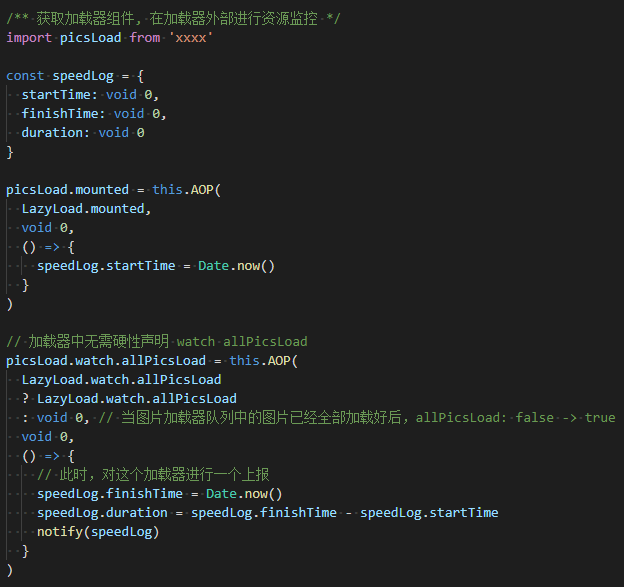 /** 获取加载器组件, 在加载器外部进行资源监控 */
import picsLoad from 'xxxx'
const speedLog = {
startTime: void 0,
finishTime: void 0,
duration: void 0
}
picsLoad.mounted = this.AOP(
LazyLoad.mounted,
void 0,
() => {
speedLog.startTime = Date.now()
}
)
// 加载器中无需硬性声明 watch allPicsLoad
picsLoad.watch.allPicsLoad = this.AOP(
LazyLoad.watch.allPicsLoad
? LazyLoad.watch.allPicsLoad
: void 0, // 当图片加载器队列中的图片已经全部加载好后，allPicsLoad: false -> true
void 0,
() => {
// 此时，对这个加载器进行一个上报
speedLog.finishTime = Date.now()
speedLog.duration = speedLog.finishTime - speedLog.startTime
notify(speedLog)
}
)